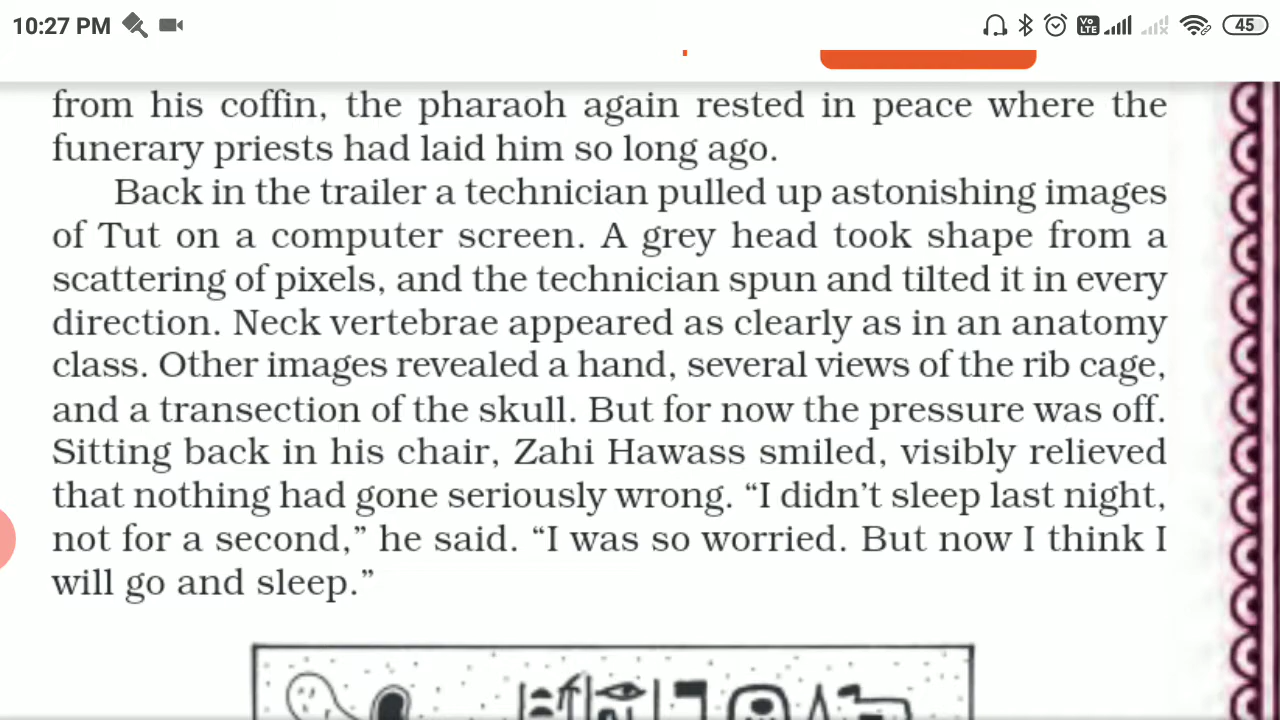 10:27 PM
Vo LTE
45
from his coffin, the pharaoh again rested in peace where the
funerary priests had laid him so long ago.
Back in the trailer a technician pulled up astonishing images
of Tut on a computer screen. A grey head took shape from a
scattering of pixels, and the technician spun and tilted it in every
direction. Neck vertebrae appeared as clearly as in an anatomy
class. Other images revealed a hand, several views of the rib cage,
and a transection of the skull. But for now the pressure was off.
Sitting back in his chair, Zahi Hawass smiled, visibly relieved
that nothing had gone seriously wrong. “I didn’t sleep last night,
not for a second,” he said. “I was so worried. But now I think I
will go and sleep.”